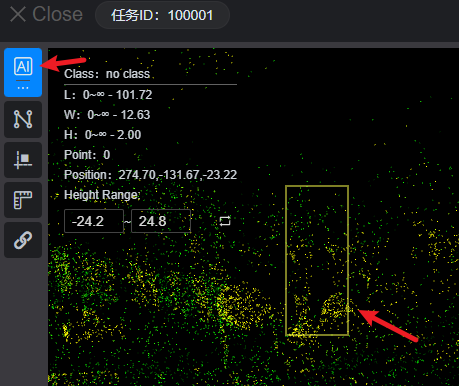 Close 任务ID：100001
AI
Class：no class
L：0~∞ - 101.72
W：0~∞ - 12.63
H：0~∞ - 2.00
Point：0
Position：274.70,-131.67,-23.22
Height Range
-24.2 ~ 24.8